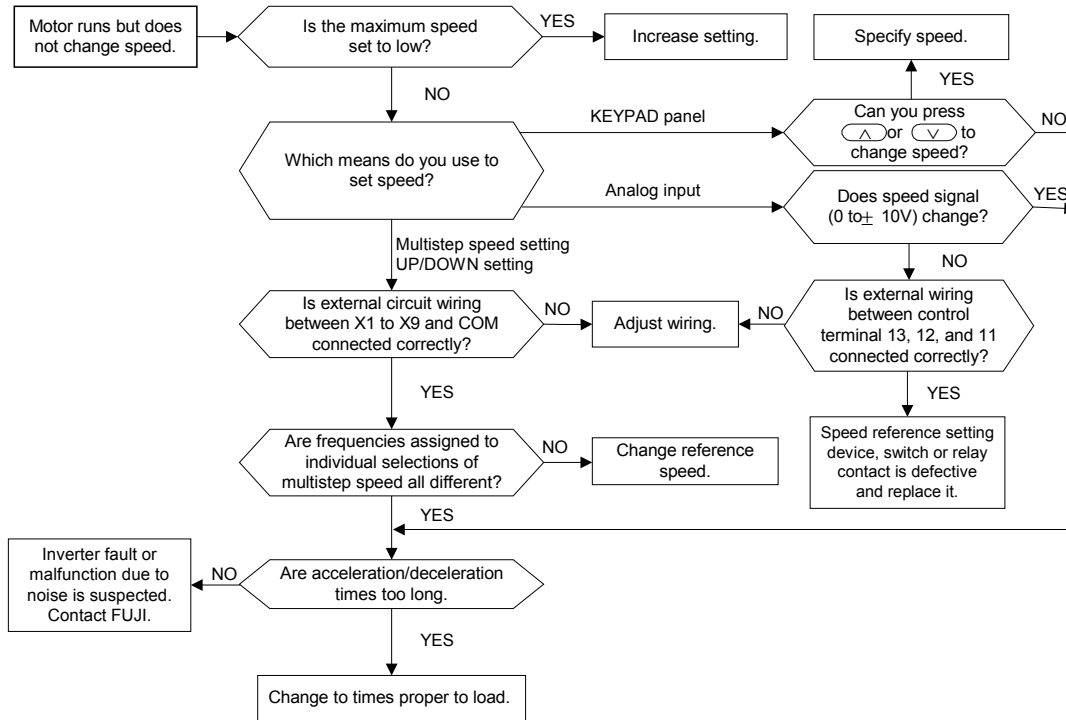 Motor runs but does
not change speed.
Is the maximum speed
set to low?
YES
Increase setting.
Specify speed.
YES
NO
KEYPAD panel
Can you press
∧ or ∨ to
change speed?
NO
Which means do you use to
set speed?
Analog input
Does speed signal
(0 to± 10V) change?
YES
NO
Multistep speed setting
UP/DOWN setting
Is external circuit wiring
between X1 to X9 and COM
connected correctly?
NO
Adjust wiring.
NO
Is external wiring
between control
terminal 13, 12, and 11
connected correctly?
YES
YES
Are frequencies assigned to
individual selections of
multistep speed all different?
NO
Change reference
speed.
Speed reference setting
device, switch or relay
contact is defective
and replace it.
YES
Inverter fault or
malfunction due to
noise is suspected.
Contact FUJI.
NO
Are acceleration/deceleration
times too long.
YES
Change to times proper to load.